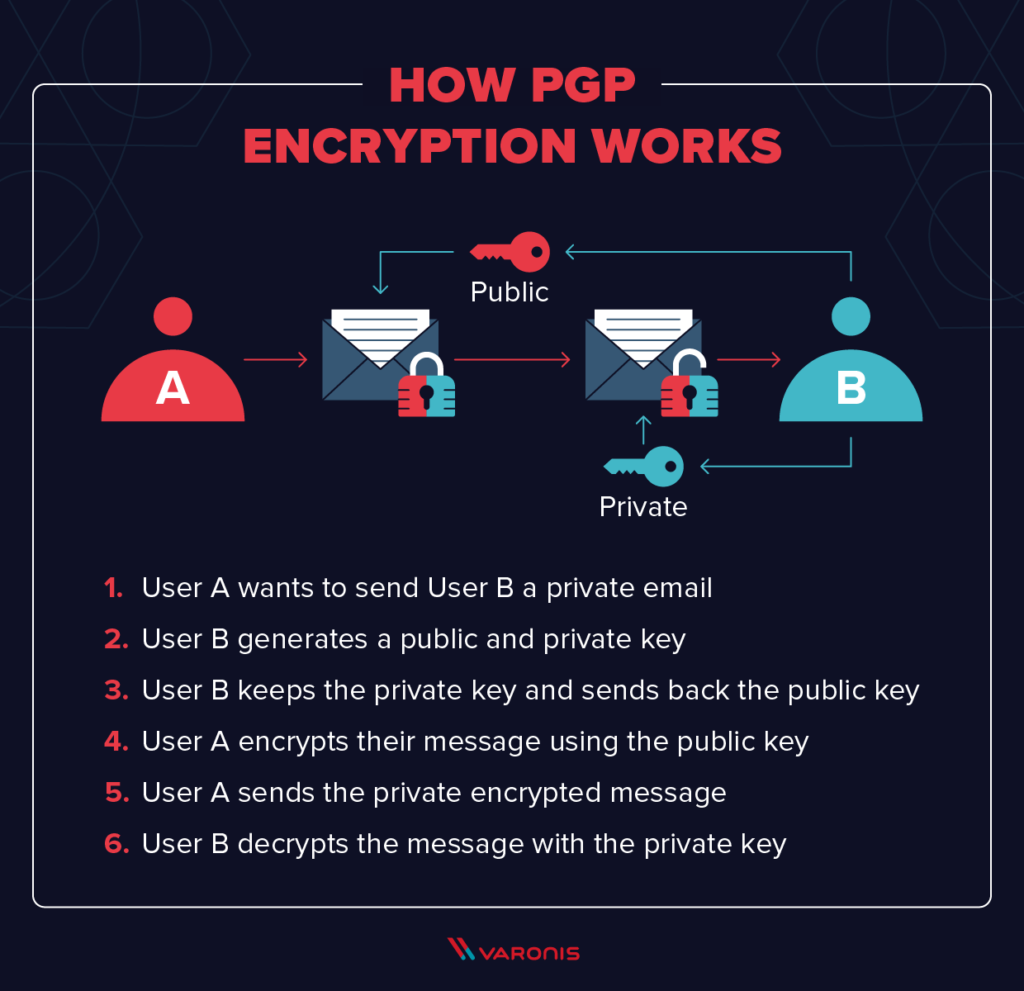 HOW PGP
ENCRYPTION WORKS
Public
A
B
Private
1. User A wants to send User B a private email
2. User B generates a public and private key
3. User B keeps the private key and sends back the public key
4. User A encrypts their message using the public key
5. User A sends the private encrypted message
6. User B decrypts the message with the private key
VARONIS